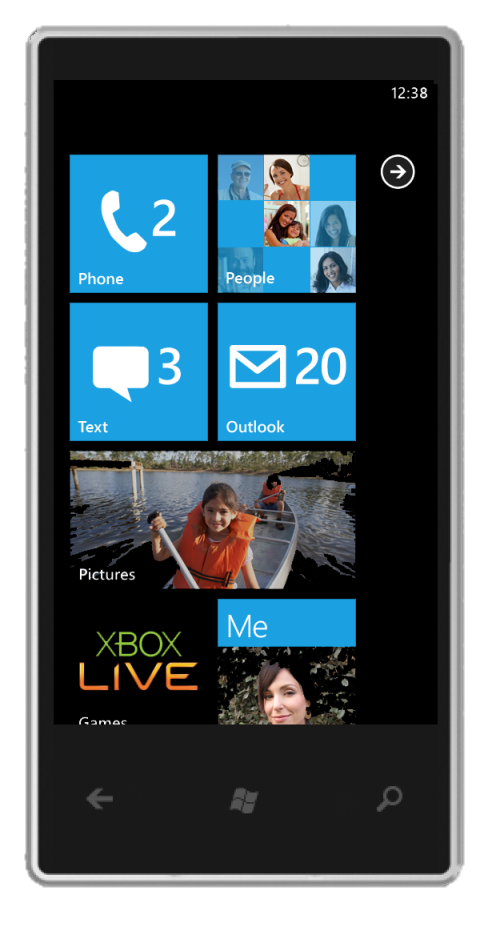 12:38
2
Phone
People
3
Text
20
Outlook
Pictures
Me
XBOX
LIVE
Games